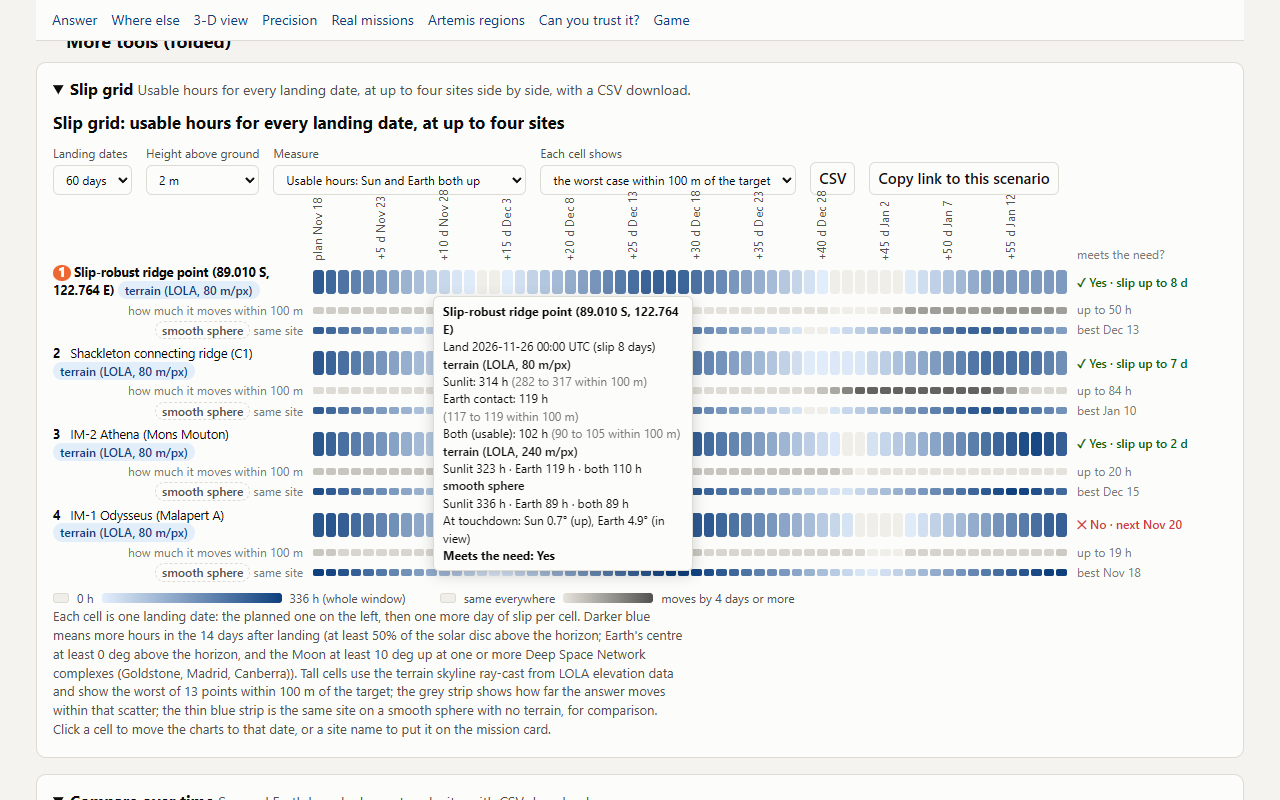 Answer Where else 3-D view Precision Real missions Artemis regions Can you trust it? Game
More tools (folded)
▼ Slip grid Usable hours for every landing date, at up to four sites side by side, with a CSV download.
Slip grid: usable hours for every landing date, at up to four sites
Landing dates Height above ground Measure Each cell shows
60 days 2 m Usable hours: Sun and Earth both up the worst case within 100 m of the target CSV Copy link to this scenario
plan Nov 18 +5 d Nov 23 +10 d Nov 28 +15 d Dec 3 +20 d Dec 8 +25 d Dec 13 +30 d Dec 18 +35 d Dec 23 +40 d Dec 28 +45 d Jan 2 +50 d Jan 7 +55 d Jan 12
meets the need?
1 Slip-robust ridge point (89.010 S,
122.764 E) terrain (LOLA, 80 m/px)
✓ Yes · slip up to 8 d
how much it moves within 100 m up to 50 h
smooth sphere same site best Dec 13
2 Shackleton connecting ridge (C1)
terrain (LOLA, 80 m/px)
✓ Yes · slip up to 7 d
how much it moves within 100 m up to 84 h
smooth sphere same site best Jan 10
3 IM-2 Athena (Mons Mouton)
terrain (LOLA, 80 m/px)
✓ Yes · slip up to 2 d
how much it moves within 100 m up to 20 h
smooth sphere same site best Dec 15
4 IM-1 Odysseus (Malapert A)
terrain (LOLA, 80 m/px)
✕ No · next Nov 20
how much it moves within 100 m up to 19 h
smooth sphere same site best Nov 18
Slip-robust ridge point (89.010 S, 122.764
E)
Land 2026-11-26 00:00 UTC (slip 8 days)
terrain (LOLA, 80 m/px)
Sunlit: 314 h (282 to 317 within 100 m)
Earth contact: 119 h
(117 to 119 within 100 m)
Both (usable): 102 h (90 to 105 within 100 m)
terrain (LOLA, 240 m/px)
Sunlit 323 h · Earth 119 h · both 110 h
smooth sphere
Sunlit 336 h · Earth 89 h · both 89 h
At touchdown: Sun 0.7° (up), Earth 4.9° (in
view)
Meets the need: Yes
0 h 336 h (whole window) same everywhere moves by 4 days or more
Each cell is one landing date: the planned one on the left, then one more day of slip per cell. Darker blue
means more hours in the 14 days after landing (at least 50% of the solar disc above the horizon; Earth's centre
at least 0 deg above the horizon, and the Moon at least 10 deg up at one or more Deep Space Network
complexes (Goldstone, Madrid, Canberra)). Tall cells use the terrain skyline ray-cast from LOLA elevation data
and show the worst of 13 points within 100 m of the target; the grey strip shows how far the answer moves
within that scatter; the thin blue strip is the same site on a smooth sphere with no terrain, for comparison.
Click a cell to move the charts to that date, or a site name to put it on the mission card.